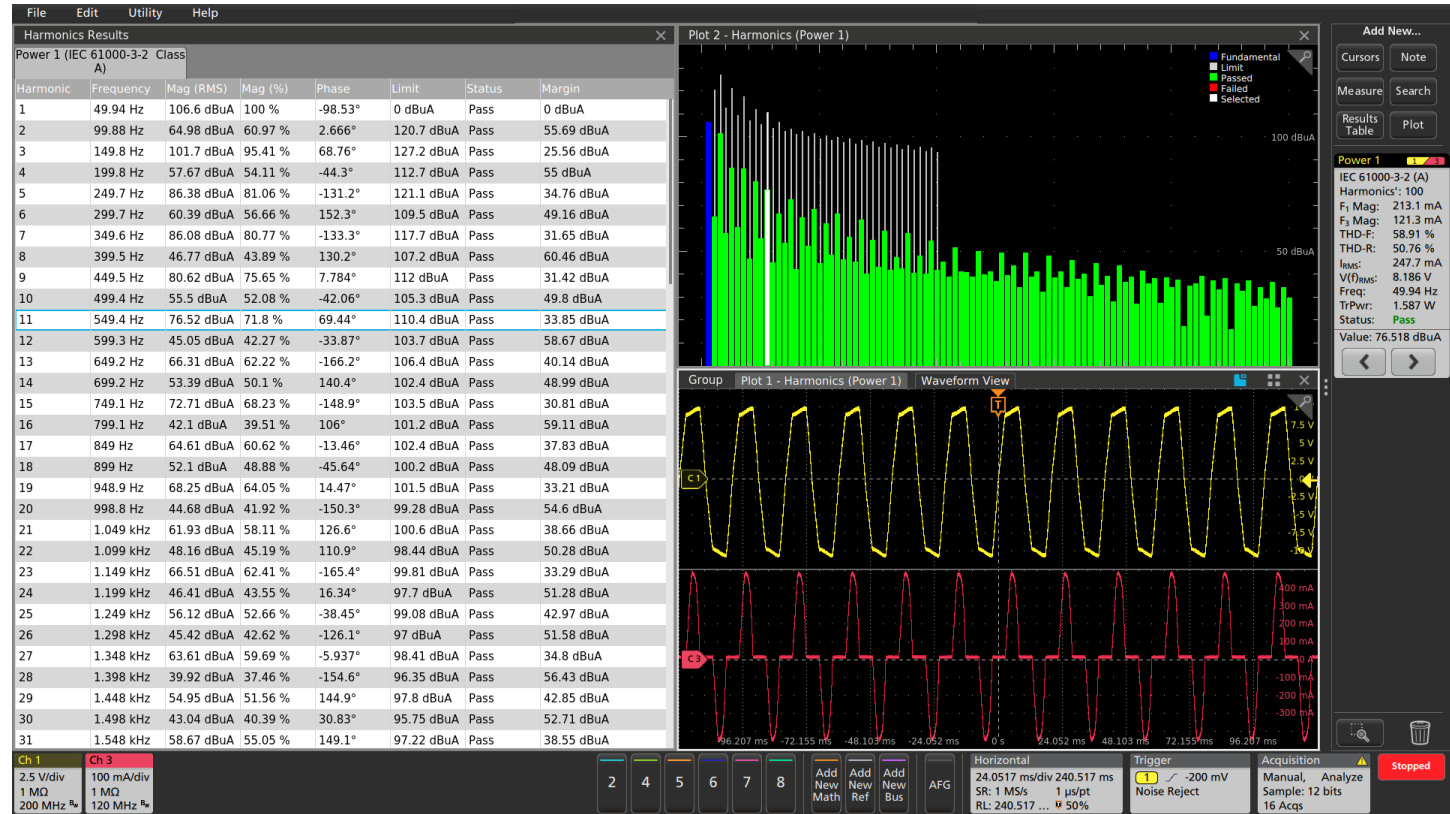 File Edit Utility Help
Harmonics Results
Power 1 (IEC 61000-3-2 Class
A)
Harmonic Frequency Mag (RMS) Mag (%) Phase Limit Status Margin
1 49.94 Hz 106.6 dBuA 100 % -98.53° 0 dBuA Pass 0 dBuA
2 99.88 Hz 64.98 dBuA 60.97 % 2.666° 120.7 dBuA Pass 55.69 dBuA
3 149.8 Hz 101.7 dBuA 95.41 % 68.76° 127.2 dBuA Pass 25.56 dBuA
4 199.8 Hz 57.67 dBuA 54.11 % -44.3° 112.7 dBuA Pass 55 dBuA
5 249.7 Hz 86.38 dBuA 81.06 % -131.2° 121.1 dBuA Pass 34.76 dBuA
6 299.7 Hz 60.39 dBuA 56.66 % 152.3° 109.5 dBuA Pass 49.16 dBuA
7 349.6 Hz 86.08 dBuA 80.77 % -133.3° 117.7 dBuA Pass 31.65 dBuA
8 399.5 Hz 46.77 dBuA 43.89 % 130.2° 107.2 dBuA Pass 60.46 dBuA
9 449.5 Hz 80.62 dBuA 75.65 % 7.784° 112 dBuA Pass 31.42 dBuA
10 499.4 Hz 55.5 dBuA 52.08 % -42.06° 105.3 dBuA Pass 49.8 dBuA
11 549.4 Hz 76.52 dBuA 71.8 % 69.44° 110.4 dBuA Pass 33.85 dBuA
12 599.3 Hz 45.05 dBuA 42.27 % -33.87° 103.7 dBuA Pass 58.67 dBuA
13 649.2 Hz 66.31 dBuA 62.22 % -166.2° 106.4 dBuA Pass 40.14 dBuA
14 699.2 Hz 53.39 dBuA 50.1 % 140.4° 102.4 dBuA Pass 48.99 dBuA
15 749.1 Hz 72.71 dBuA 68.23 % -148.9° 103.5 dBuA Pass 30.81 dBuA
16 799.1 Hz 42.1 dBuA 39.51 % 106° 101.2 dBuA Pass 59.11 dBuA
17 849 Hz 64.61 dBuA 60.62 % -13.46° 102.4 dBuA Pass 37.83 dBuA
18 899 Hz 52.1 dBuA 48.88 % -45.64° 100.2 dBuA Pass 48.09 dBuA
19 948.9 Hz 68.25 dBuA 64.05 % 14.47° 101.5 dBuA Pass 33.21 dBuA
20 998.8 Hz 44.68 dBuA 41.92 % -150.3° 99.28 dBuA Pass 54.6 dBuA
21 1.049 kHz 61.93 dBuA 58.11 % 126.6° 100.6 dBuA Pass 38.66 dBuA
22 1.099 kHz 48.16 dBuA 45.19 % 110.9° 98.44 dBuA Pass 50.28 dBuA
23 1.149 kHz 66.51 dBuA 62.41 % -165.4° 99.81 dBuA Pass 33.29 dBuA
24 1.199 kHz 46.41 dBuA 43.55 % 16.34° 97.7 dBuA Pass 51.28 dBuA
25 1.249 kHz 56.12 dBuA 52.66 % -38.45° 99.08 dBuA Pass 42.97 dBuA
26 1.298 kHz 45.42 dBuA 42.62 % -126.1° 97 dBuA Pass 51.58 dBuA
27 1.348 kHz 63.61 dBuA 59.69 % -5.937° 98.41 dBuA Pass 34.8 dBuA
28 1.398 kHz 39.92 dBuA 37.46 % -154.6° 96.35 dBuA Pass 56.43 dBuA
29 1.448 kHz 54.95 dBuA 51.56 % 144.9° 97.8 dBuA Pass 42.85 dBuA
30 1.498 kHz 43.04 dBuA 40.39 % 30.83° 95.75 dBuA Pass 52.71 dBuA
31 1.548 kHz 58.67 dBuA 55.05 % 149.1° 97.22 dBuA Pass 38.55 dBuA
Plot 2 - Harmonics (Power 1)
Fundamental
Limit
Passed
Failed
Selected
100 dBuA
50 dBuA
Group Plot 1 - Harmonics (Power 1) Waveform View
T
7.5 V
5 V
2.5 V
C 1
-2.5 V
-5 V
-7.5 V
-10 V
400 mA
300 mA
200 mA
100 mA
C 3
0 A
-100 mA
-200 mA
-300 mA
-96.207 ms -72.155 ms -48.103 ms -24.052 ms 0 s 24.052 ms 48.103 ms 72.155 ms 96.207 ms
Add New...
Cursors Note
Measure Search
Results
Table
Plot
Power 1 1 3
IEC 61000-3-2 (A)
Harmonics': 100
F₁ Mag: 213.1 mA
F₃ Mag: 121.3 mA
THD-F: 58.91 %
THD-R: 50.76 %
IRMS: 247.7 mA
V(f)RMS: 8.186 V
Freq: 49.94 Hz
TrPwr: 1.587 W
Status: Pass
Value: 76.518 dBuA
Ch 1
2.5 V/div
1 MΩ
200 MHz Bw
Ch 3
100 mA/div
1 MΩ
120 MHz Bw
2 4 5 6 7 8
Add
New
Math
Add
New
Ref
Add
New
Bus
AFG
Horizontal
24.0517 ms/div 240.517 ms
SR: 1 MS/s 1 µs/pt
RL: 240.517 ... 50%
Trigger
1 -200 mV
Noise Reject
Acquisition
Manual, Analyze
Sample: 12 bits
16 Acqs
Stopped